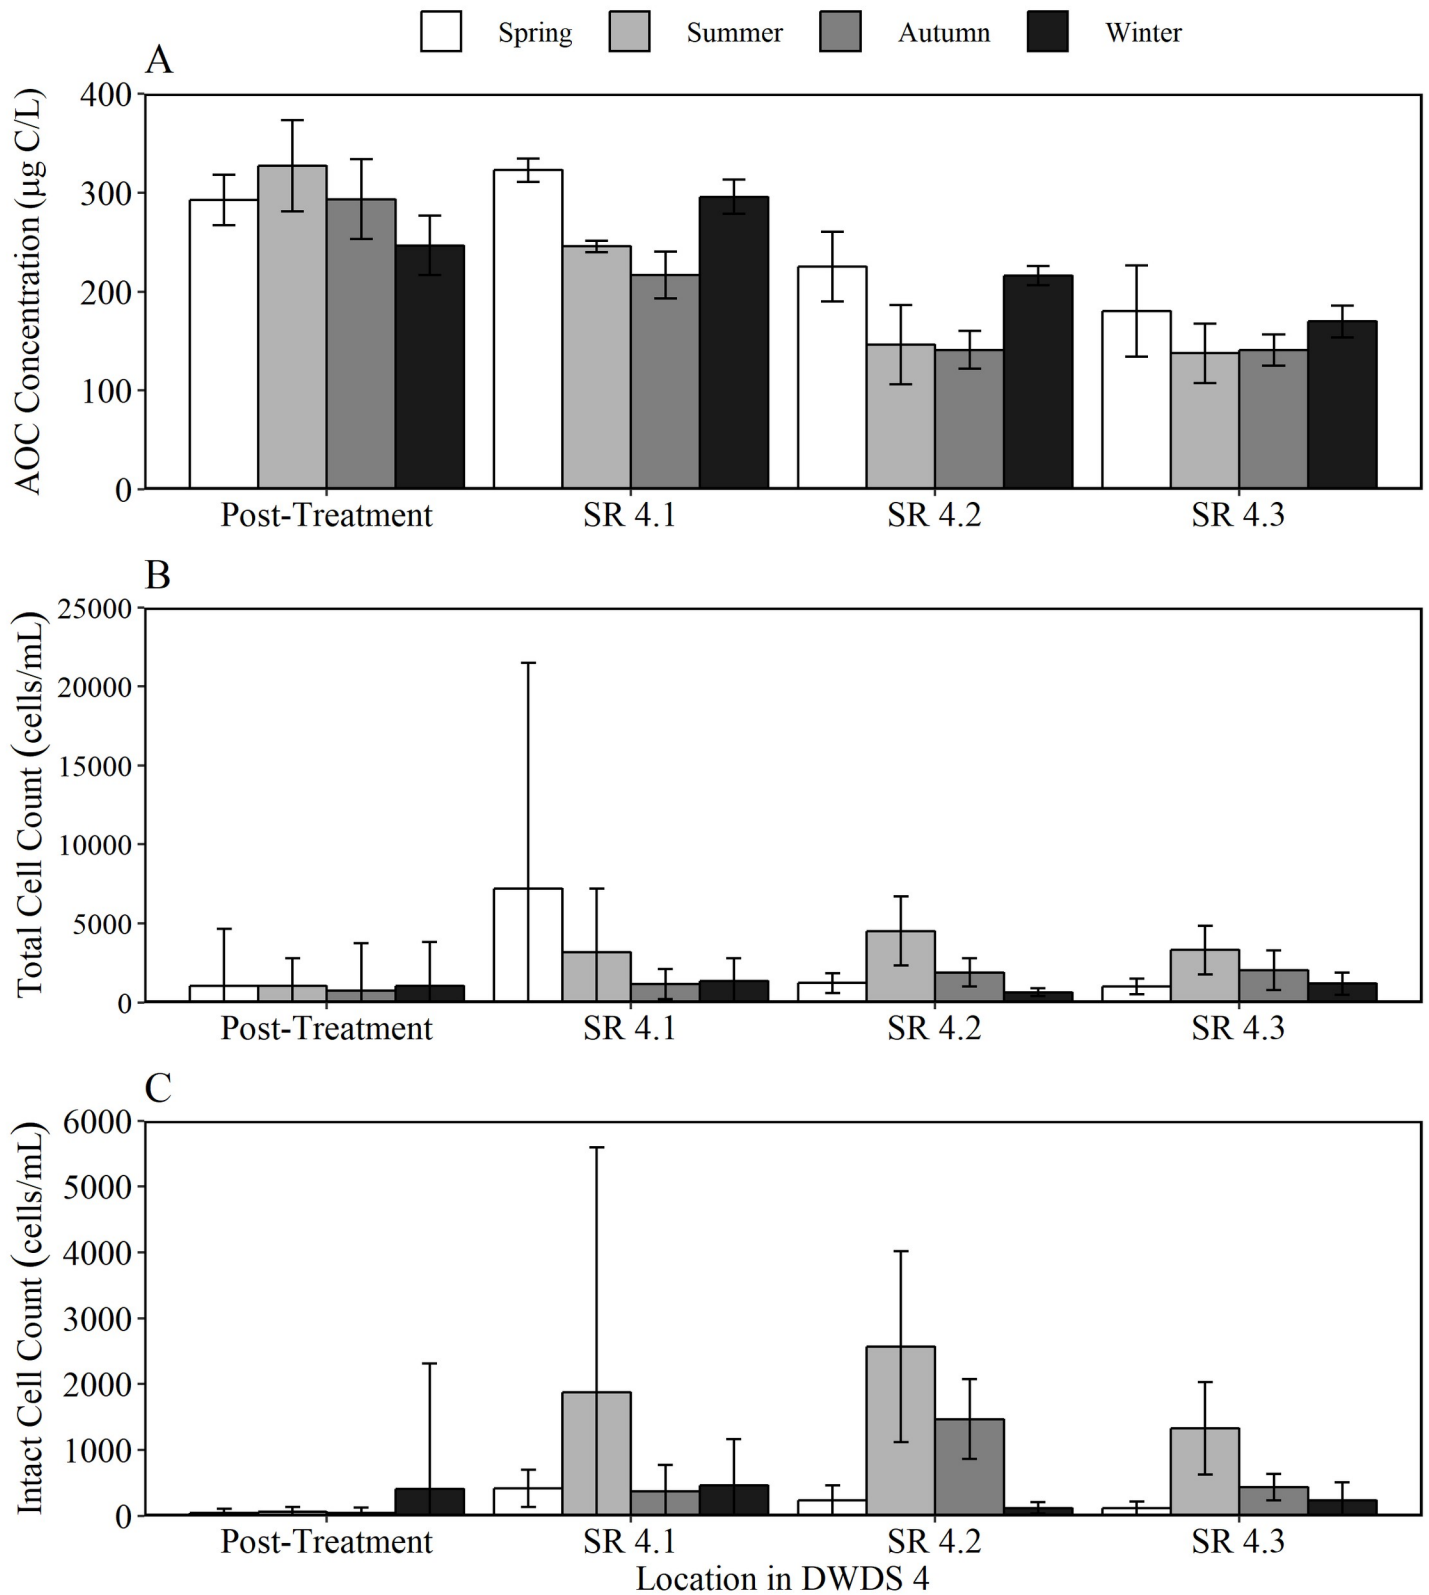 Spring Summer Autumn Winter
A
AOC Concentration (µg C/L)
400
300
200
100
0
Post-Treatment SR 4.1 SR 4.2 SR 4.3
B
Total Cell Count (cells/mL)
25000
20000
15000
10000
5000
0
Post-Treatment SR 4.1 SR 4.2 SR 4.3
C
Intact Cell Count (cells/mL)
6000
5000
4000
3000
2000
1000
0
Post-Treatment SR 4.1 SR 4.2 SR 4.3
Location in DWDS 4